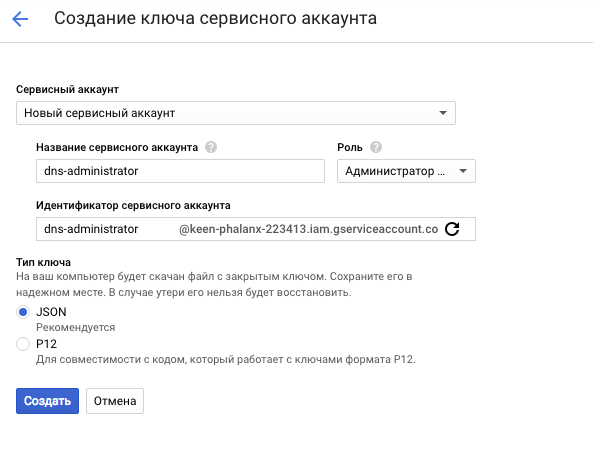 Создание ключа сервисного аккаунта
Сервисный аккаунт
Новый сервисный аккаунт
Название сервисного аккаунта ? Роль ?
dns-administrator Администратор ...
Идентификатор сервисного аккаунта
dns-administrator @keen-phalanx-223413.iam.gserviceaccount.co
Тип ключа
На ваш компьютер будет скачан файл с закрытым ключом. Сохраните его в
надежном месте. В случае утери его нельзя будет восстановить.
JSON
Рекомендуется
P12
Для совместимости с кодом, который работает с ключами формата P12.
Создать Отмена